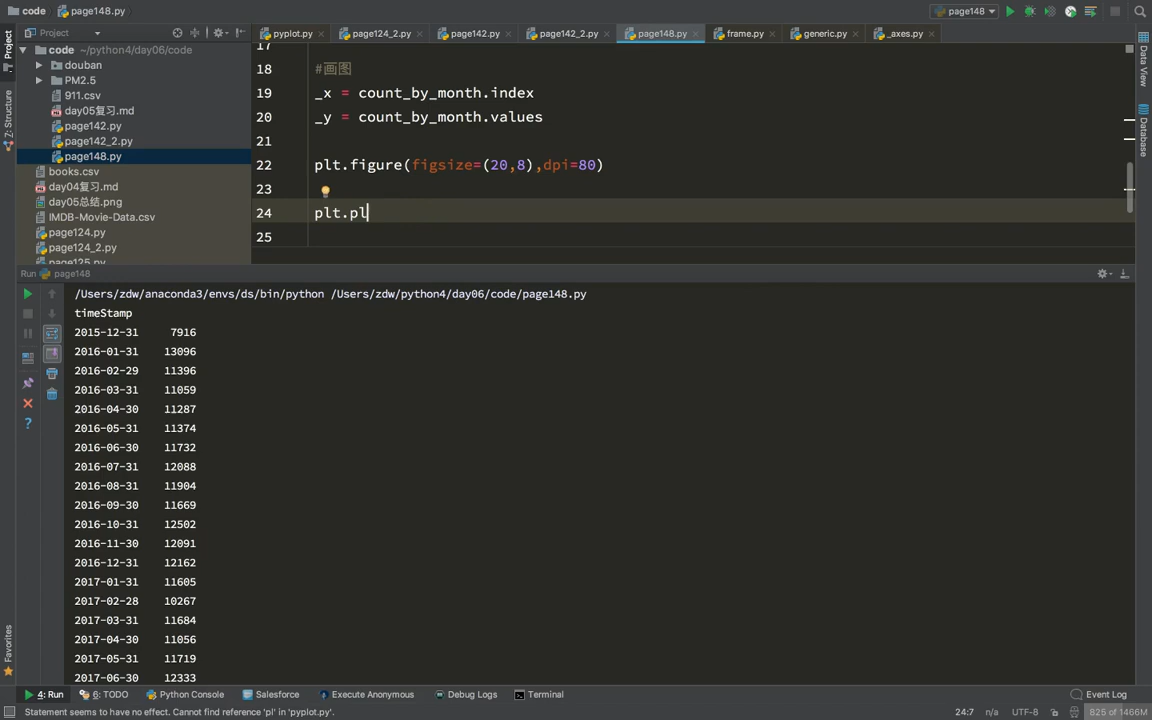 code
page148.py
page148
Project
pyplot.py
page124_2.py
page142.py
page142_2.py
page148.py
frame.py
generic.py
_axes.py
Project
Z: Structure
Favorites
Data View
Database
code ~/python4/day06/code
douban
PM2.5
911.csv
day05复习.md
page142.py
page142_2.py
page148.py
books.csv
day04复习.md
day05总结.png
IMDB-Movie-Data.csv
page124.py
page124_2.py
page125.py
17
18 #画图
19 _x = count_by_month.index
20 _y = count_by_month.values
21
22 plt.figure(figsize=(20,8),dpi=80)
23
24 plt.pl
25
Run page148
/Users/zdw/anaconda3/envs/ds/bin/python /Users/zdw/python4/day06/code/page148.py
timeStamp
2015-12-31 7916
2016-01-31 13096
2016-02-29 11396
2016-03-31 11059
2016-04-30 11287
2016-05-31 11374
2016-06-30 11732
2016-07-31 12088
2016-08-31 11904
2016-09-30 11669
2016-10-31 12502
2016-11-30 12091
2016-12-31 12162
2017-01-31 11605
2017-02-28 10267
2017-03-31 11684
2017-04-30 11056
2017-05-31 11719
2017-06-30 12333
4: Run
6: TODO
Python Console
Salesforce
Execute Anonymous
Debug Logs
Terminal
Event Log
Statement seems to have no effect. Cannot find reference 'pl' in 'pyplot.py'.
24:7 n/a UTF-8 825 of 1466M